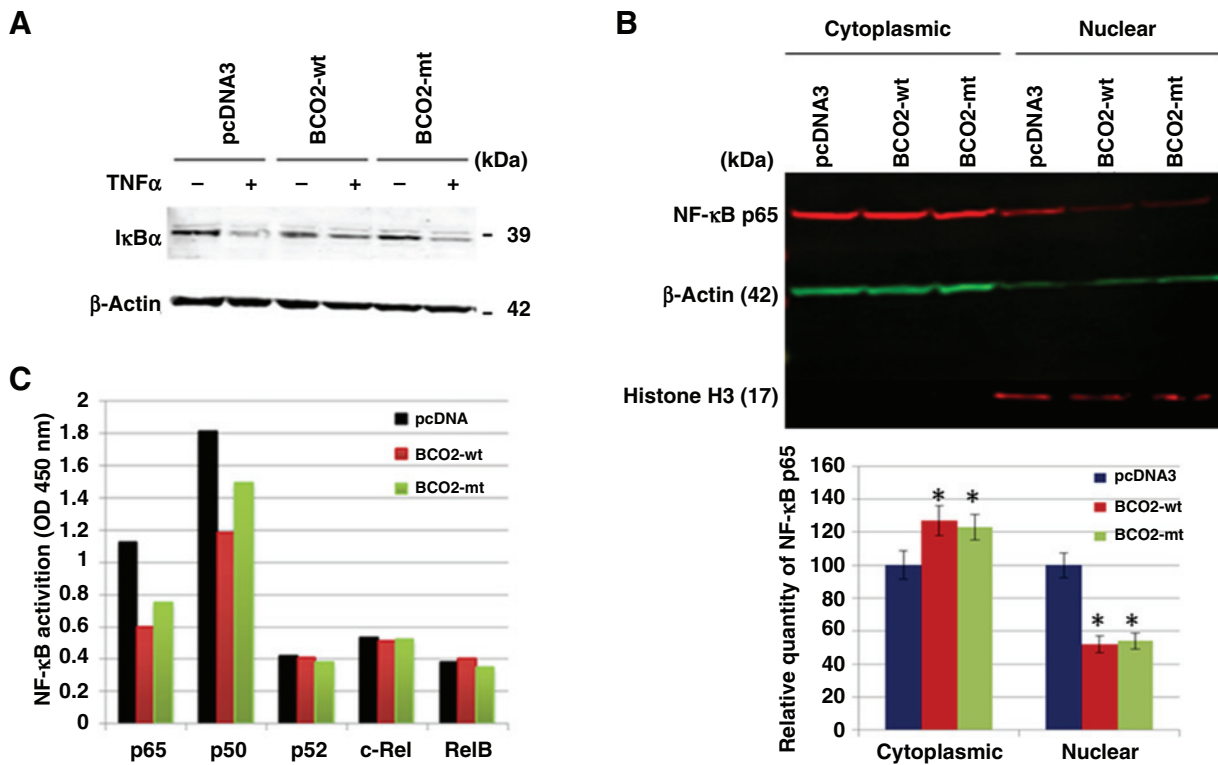 A
pcDNA3
BCO2-wt
BCO2-mt
(kDa)
TNFα – + – + – +
IκBα - 39
β-Actin - 42
B
Cytoplasmic Nuclear
pcDNA3
BCO2-wt
BCO2-mt
pcDNA3
BCO2-wt
BCO2-mt
(kDa)
NF-κB p65
β-Actin (42)
Histone H3 (17)
Relative quantity of NF-κB p65
160
140
120
100
80
60
40
20
0
pcDNA3
BCO2-wt
BCO2-mt
* *
* *
Cytoplasmic Nuclear
C
NF-κB activition (OD 450 nm)
2
1.8
1.6
1.4
1.2
1
0.8
0.6
0.4
0.2
0
pcDNA
BCO2-wt
BCO2-mt
p65 p50 p52 c-Rel RelB